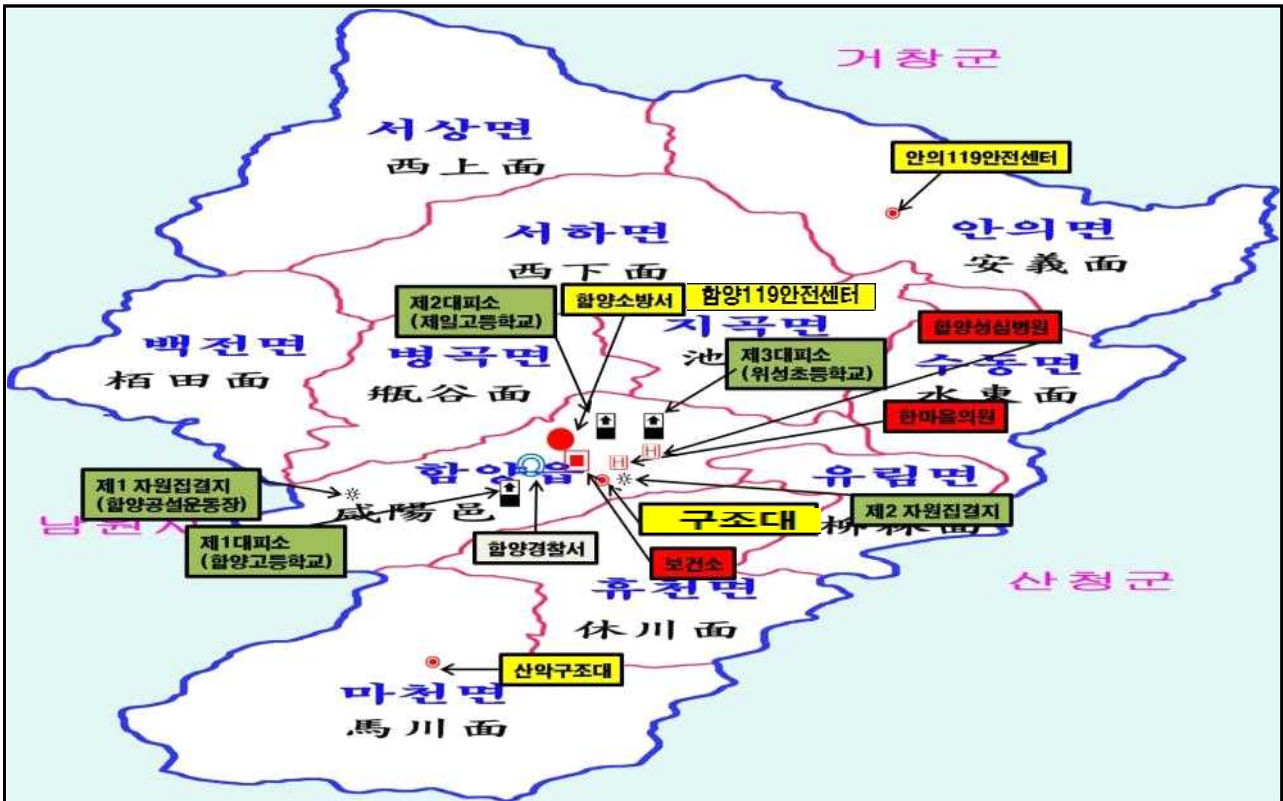 거창군
서상면
西上面
안의119안전센터
서하면
西下面
안의면
安義面
제2대피소
(제일고등학교)
함양소방서
함양119안전센터
지곡면
池
제3대피소
(위성초등학교)
함양성심병원
백전면
栢田面
병곡면
甁谷面
수동면
水東面
한마음의원
함양읍
咸陽邑
유림면
柳林面
제1 자원집결지
(함양공설운동장)
남원시
제1대피소
(함양고등학교)
함양경찰서
구조대
제2 자원집결지
보건소
휴천면
休川面
산청군
산악구조대
마천면
馬川面
H
H